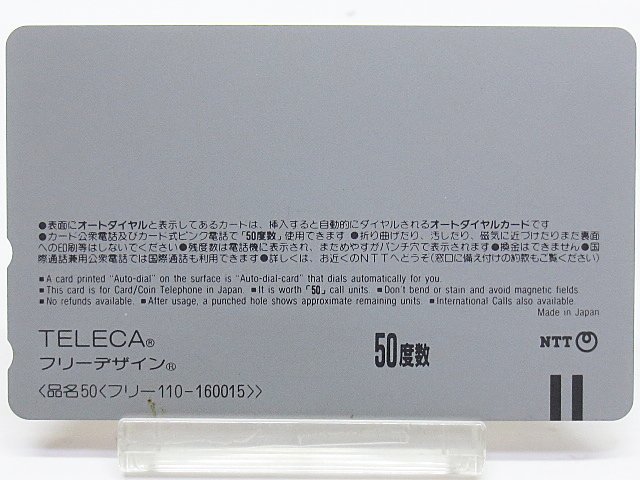 ●表面にオートダイヤルと表示してあるカートは、挿入すると自動的にダイヤルされるオートダイヤルカードです
●カード公衆電話及びカード式ピンク電話で「50度数」使用できます ●折り曲げたり、汚したり、磁気に近づけたりまた裏面
への印刷等はしないでください ●残度数は電話機に表示され、まためやすがパンチ穴で表示されます ●換金はできません ●国
際通話兼用公衆電話では国際通話も利用できます ●詳しくは、お近くのNTTへどうぞ(窓口に備え付けの約款もご覧ください)
■ A card printed "Auto-dial" on the surface is "Auto-dial-card" that dials automatically for you.
■ This card is for Card/Coin Telephone in Japan. ■ It is worth「50」call units. ■ Don't bend or stain and avoid magnetic fields
■ No refunds available. ■ After usage, a punched hole shows approximate remaining units. ■ International Calls also available.
Made in Japan
TELECA®
フリーデザイン®
50度数
NTT
〈品名50〈フリー110-160015〉〉